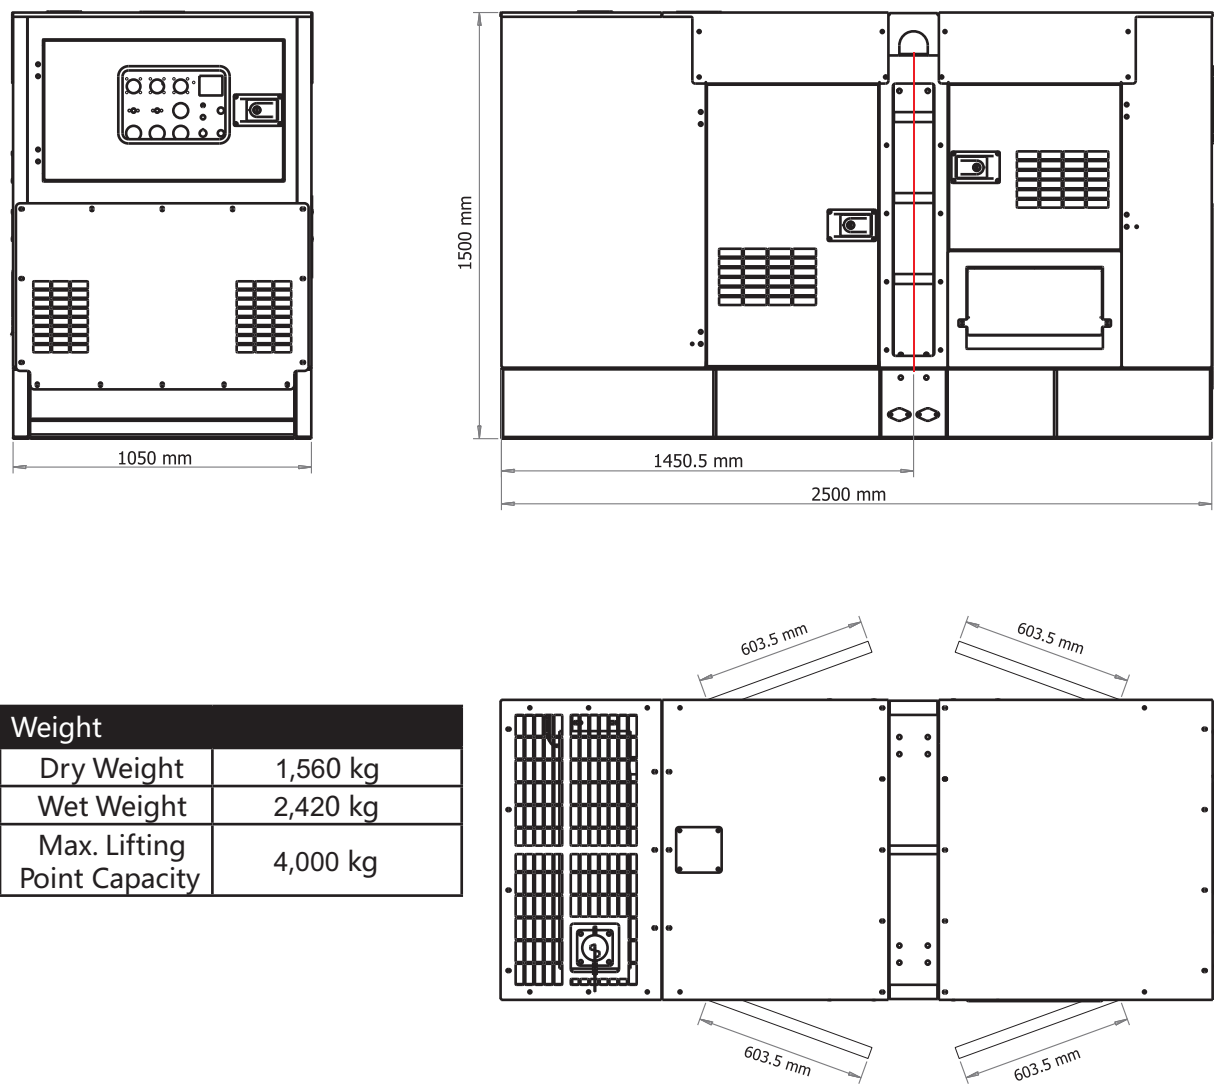 1500 mm
1050 mm
1450.5 mm
2500 mm
603.5 mm
603.5 mm
Weight
Dry Weight 1,560 kg
Wet Weight 2,420 kg
Max. Lifting
Point Capacity 4,000 kg
603.5 mm
603.5 mm